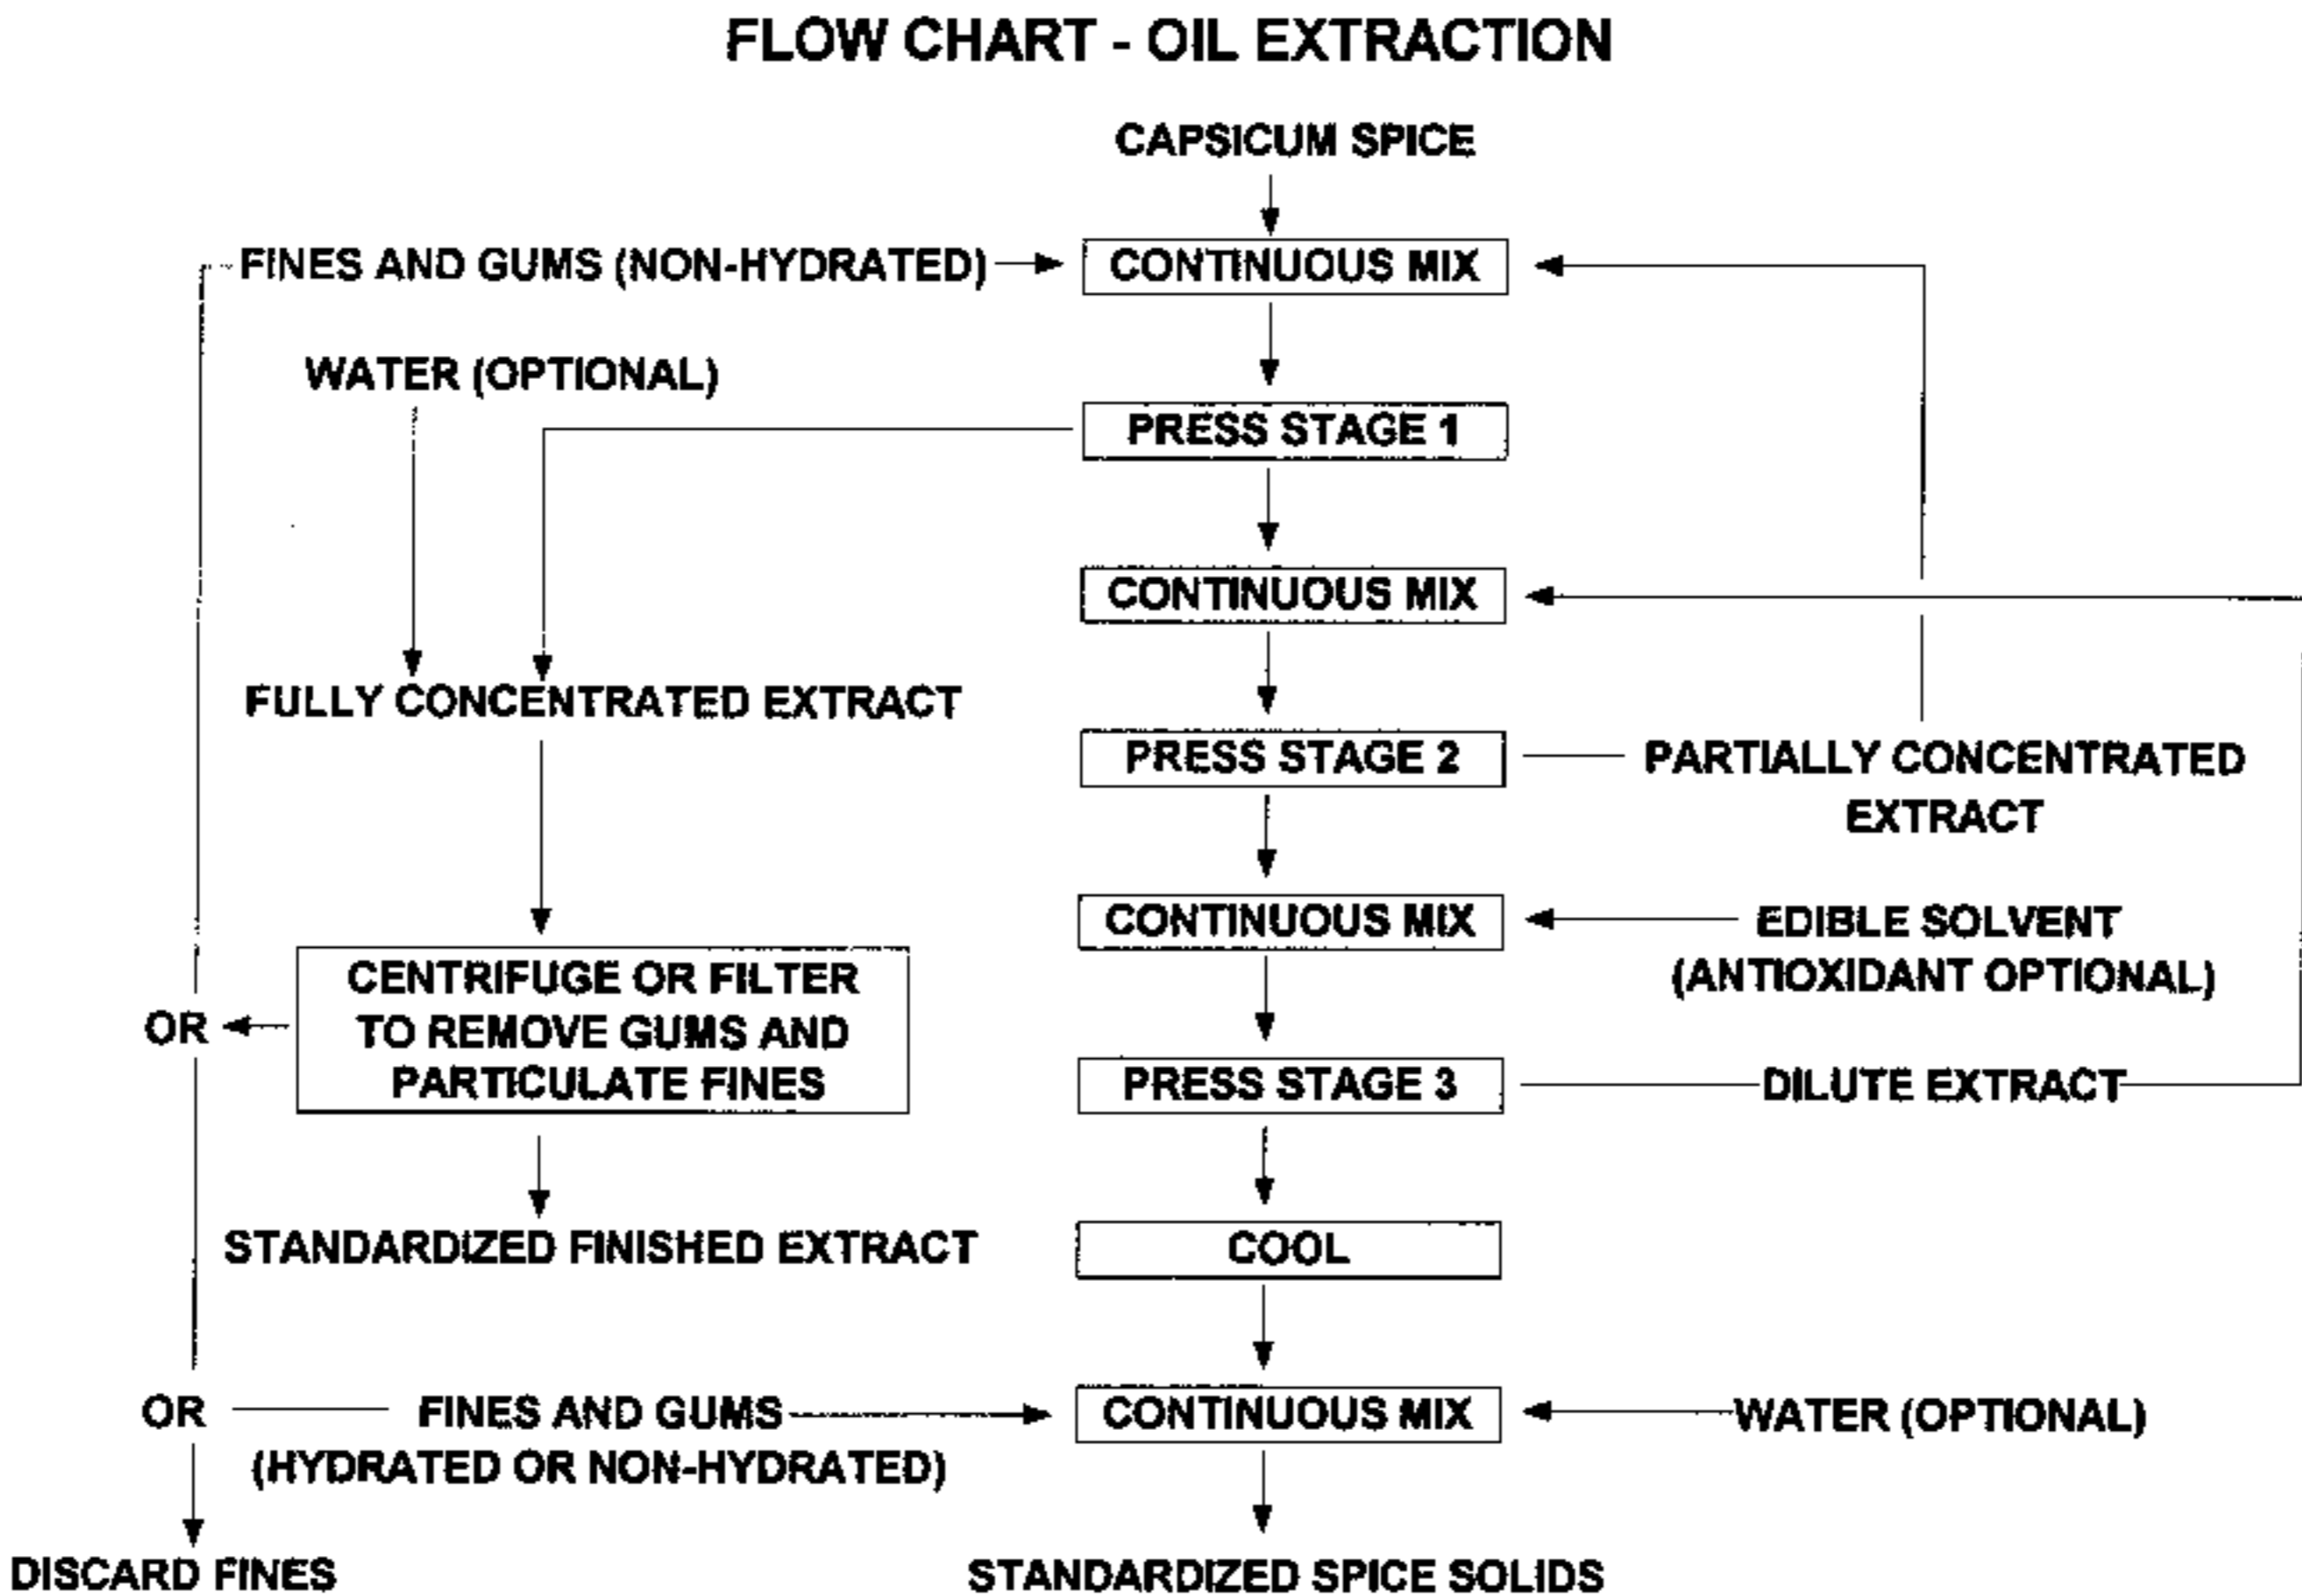 FLOW CHART - OIL EXTRACTION
CAPSICUM SPICE
FINES AND GUMS (NON-HYDRATED)
CONTINUOUS MIX
WATER (OPTIONAL)
PRESS STAGE 1
CONTINUOUS MIX
FULLY CONCENTRATED EXTRACT
PRESS STAGE 2
PARTIALLY CONCENTRATED
EXTRACT
CONTINUOUS MIX
EDIBLE SOLVENT
(ANTIOXIDANT OPTIONAL)
CENTRIFUGE OR FILTER
TO REMOVE GUMS AND
PARTICULATE FINES
OR
PRESS STAGE 3
DILUTE EXTRACT
STANDARDIZED FINISHED EXTRACT
COOL
OR
FINES AND GUMS
(HYDRATED OR NON-HYDRATED)
CONTINUOUS MIX
WATER (OPTIONAL)
DISCARD FINES
STANDARDIZED SPICE SOLIDS